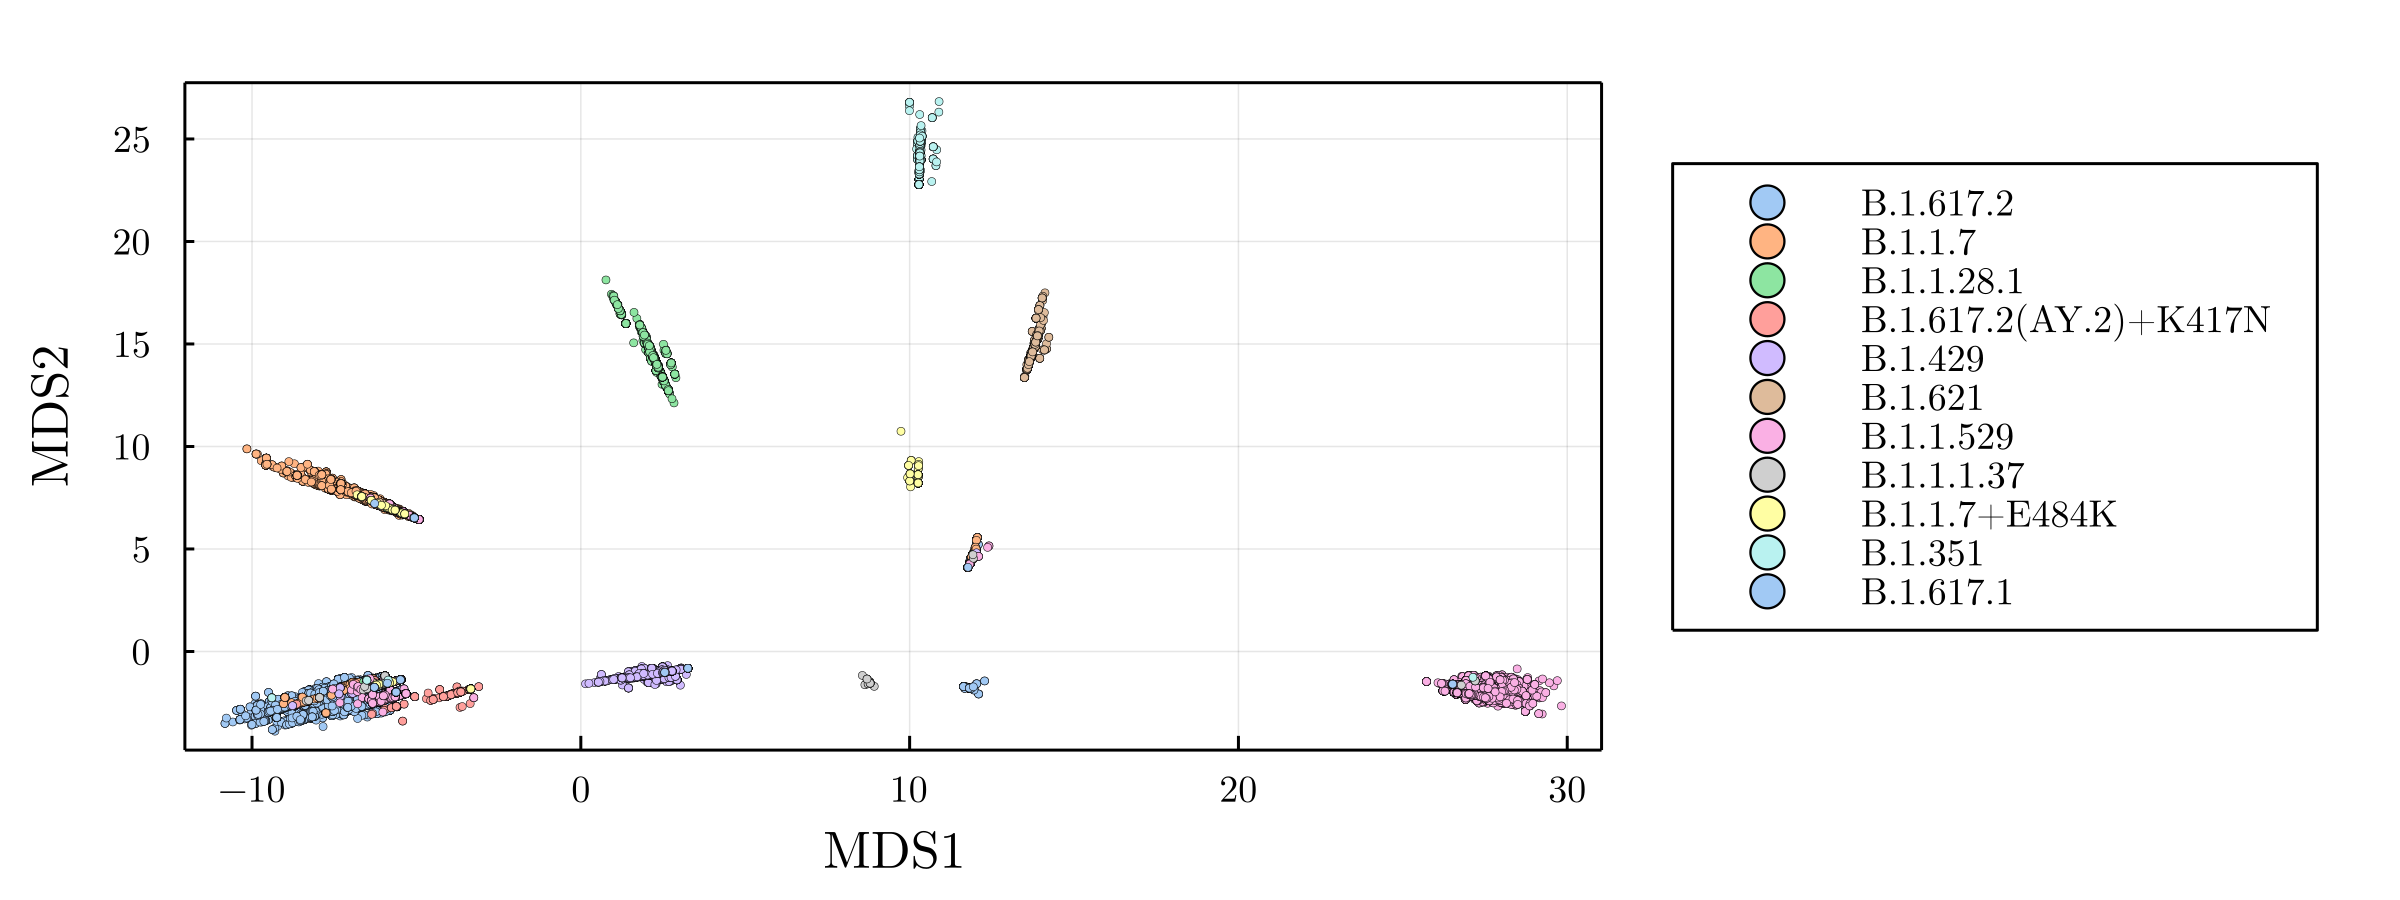 25
20
15
10
5
0
MDS2
−10
0
10
20
30
MDS1
B.1.617.2
B.1.1.7
B.1.1.28.1
B.1.617.2(AY.2)+K417N
B.1.429
B.1.621
B.1.1.529
B.1.1.1.37
B.1.1.7+E484K
B.1.351
B.1.617.1